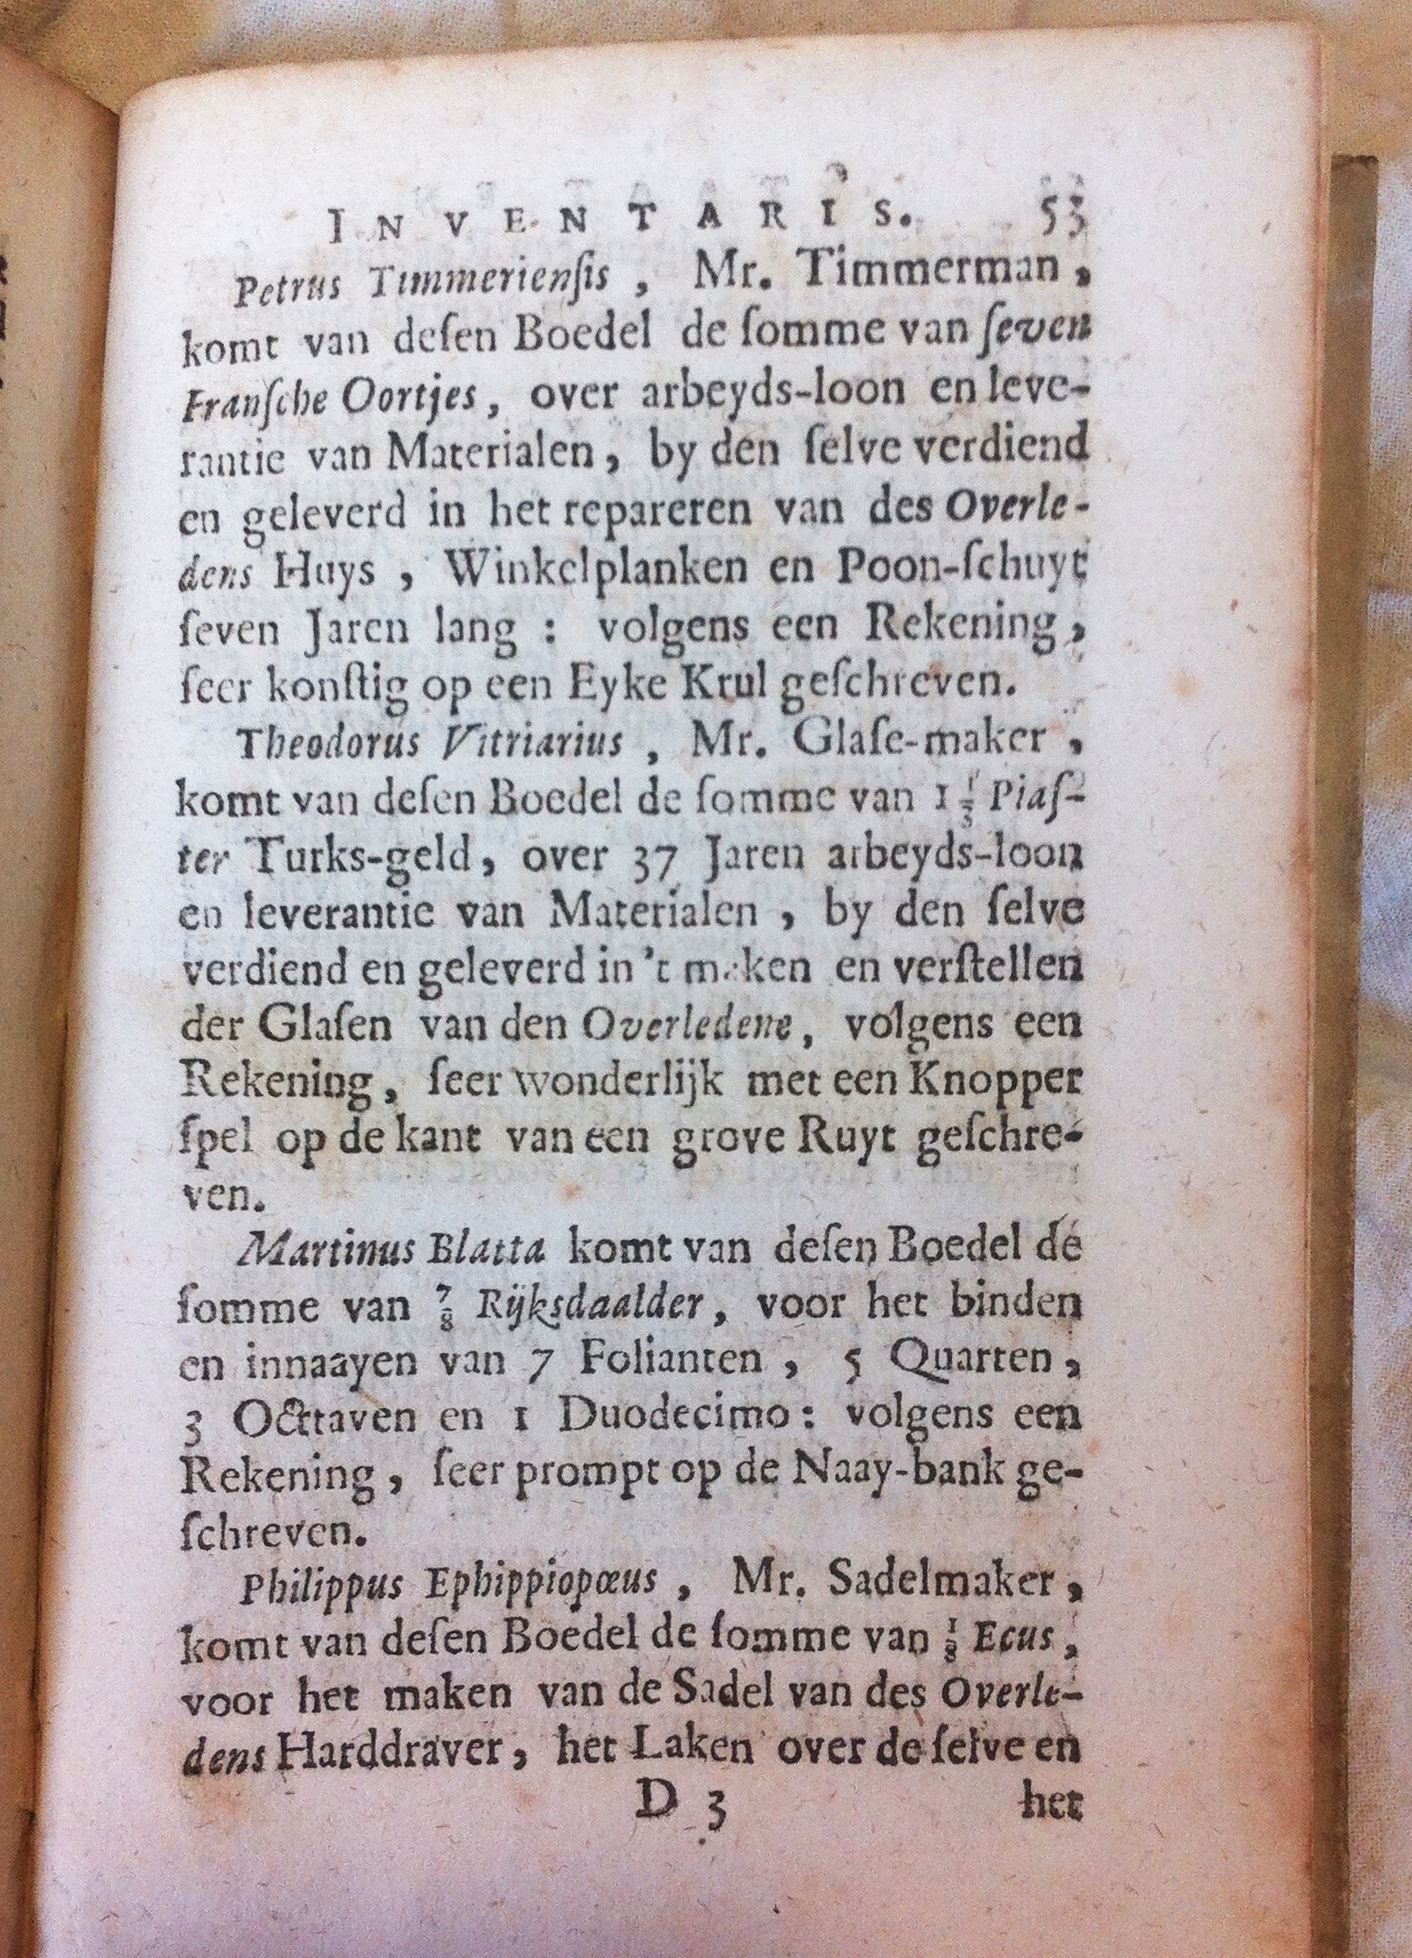 INVENTARIS. 53
Petrus Timmerienſis, Mr. Timmerman,
komt van deſen Boedel de ſomme van ſeven
Franſche Oortjes, over arbeyds-loon en leve-
rantie van Materialen, by den ſelve verdiend
en geleverd in het repareren van des Overle-
dens Huys, Winkelplanken en Poon-ſchuyt
ſeven Jaren lang : volgens een Rekening,
ſeer konſtig op een Eyke Krul geſchreven.
Theodorus Vitriarius, Mr. Glaſe-maker,
komt van deſen Boedel de ſomme van 1 1/3 Piaſ-
ter Turks-geld, over 37 Jaren arbeyds-loon
en leverantie van Materialen, by den ſelve
verdiend en geleverd in 't maken en verſtellen
der Glaſen van den Overledene, volgens een
Rekening, ſeer wonderlijk met een Knopper
ſpel op de kant van een grove Ruyt geſchre-
ven.
Martinus Blatta komt van deſen Boedel de
ſomme van 7/8 Rijksdaalder, voor het binden
en innaayen van 7 Folianten, 5 Quarten,
3 Octtaven en 1 Duodecimo: volgens een
Rekening, ſeer prompt op de Naay-bank ge-
ſchreven.
Philippus Ephippiopœus, Mr. Sadelmaker,
komt van deſen Boedel de ſomme van 1/8 Ecus,
voor het maken van de Sadel van des Overle-
dens Harddraver, het Laken over de ſelve en
D 3 het